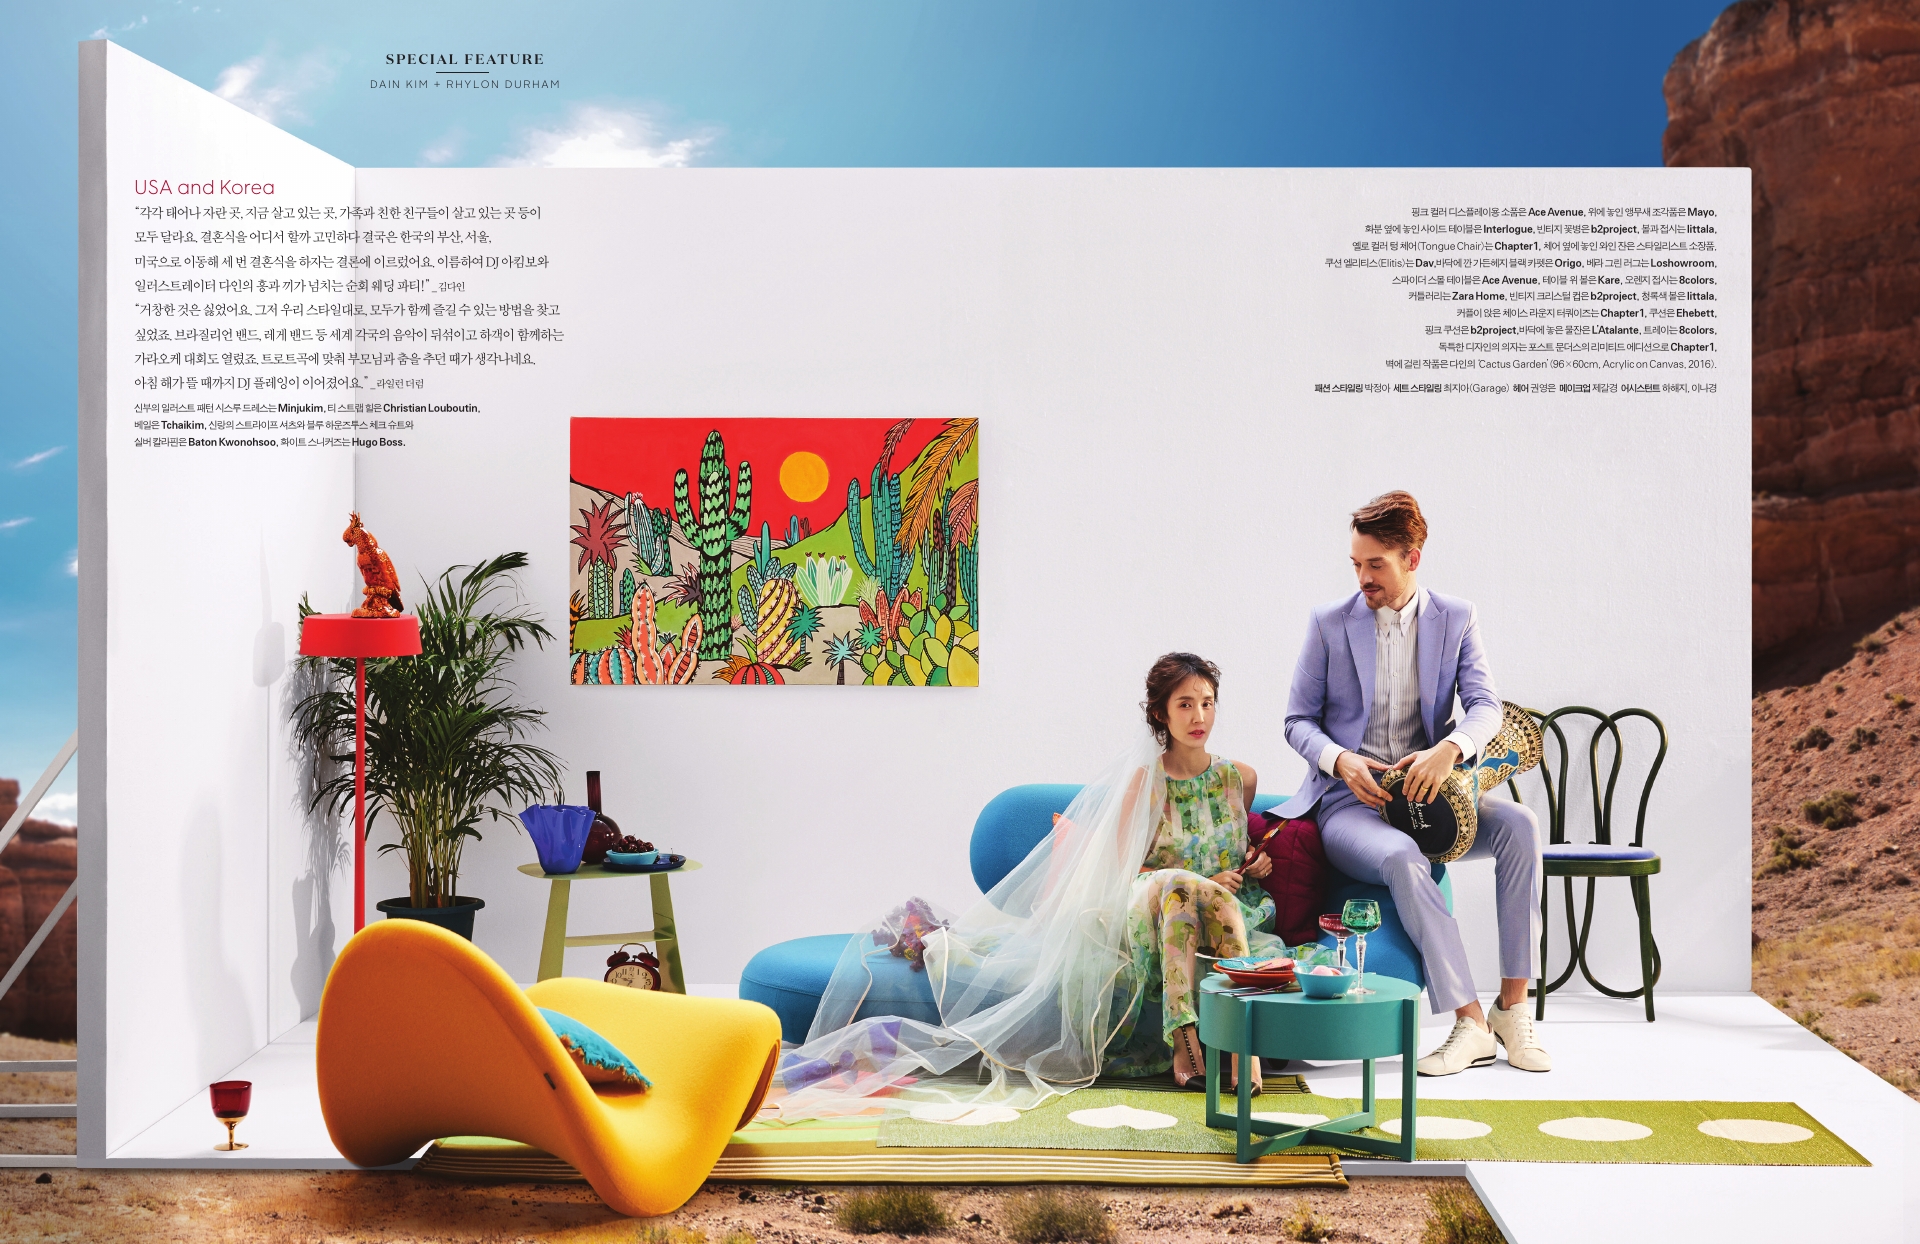 SPECIAL FEATURE
DAIN KIM + RHYLON DURHAM
USA and Korea
“각각 태어나 자란 곳, 지금 살고 있는 곳, 가족과 친한 친구들이 살고 있는 곳 등이
모두 달라요. 결혼식을 어디서 할까 고민하다 결국은 한국의 부산, 서울,
미국으로 이동해 세 번 결혼식을 하자는 결론에 이르렀어요. 이름하여 DJ 아킴보와
일러스트레이터 다인의 흥과 끼가 넘치는 순회 웨딩 파티!” _ 김다인
“거창한 것은 싫었어요. 그저 우리 스타일대로, 모두가 함께 즐길 수 있는 방법을 찾고
싶었죠. 브라질리언 밴드, 레게 밴드 등 세계 각국의 음악이 뒤섞이고 하객이 함께하는
가라오케 대회도 열렸죠. 트로트곡에 맞춰 부모님과 춤을 추던 때가 생각나네요.
아침 해가 뜰 때까지 DJ 플레잉이 이어졌어요.” _ 라일런 더럼
신부의 일러스트 패턴 시스루 드레스는 Minjukim, 티 스트랩 힐은 Christian Louboutin,
베일은 Tchaikim, 신랑의 스트라이프 셔츠와 블루 하운즈투스 체크 슈트와
실버 칼라핀은 Baton Kwonohsoo, 화이트 스니커즈는 Hugo Boss.
핑크 컬러 디스플레이용 소품은 Ace Avenue, 위에 놓인 앵무새 조각품은 Mayo,
화분 옆에 놓인 사이드 테이블은 Interlogue, 빈티지 꽃병은 b2project, 볼과 접시는 Iittala,
옐로 컬러 텅 체어(Tongue Chair)는 Chapter1, 체어 옆에 놓인 와인 잔은 스타일리스트 소장품,
쿠션 엘리티스(Elitis)는 Dav,바닥에 깐 가든헤지 블랙 카펫은 Origo, 베라 그린 러그는 Loshowroom,
스파이더 스몰 테이블은 Ace Avenue, 테이블 위 볼은 Kare, 오렌지 접시는 8colors,
커틀러리는 Zara Home, 빈티지 크리스털 컵은 b2project, 청록색 볼은 Iittala,
커플이 앉은 체이스 라운지 터쿼이즈는 Chapter1, 쿠션은 Ehebett,
핑크 쿠션은 b2project,바닥에 놓은 물잔은 L'Atalante, 트레이는 8colors,
독특한 디자인의 의자는 포스트 문더스의 리미티드 에디션으로 Chapter1,
벽에 걸린 작품은 다인의 ‘Cactus Garden’(96×60cm, Acrylic on Canvas, 2016).
패션 스타일링 박정아 세트 스타일링 최지아(Garage) 헤어 권영은 메이크업 제갈경 어시스턴트 하해지, 이나경